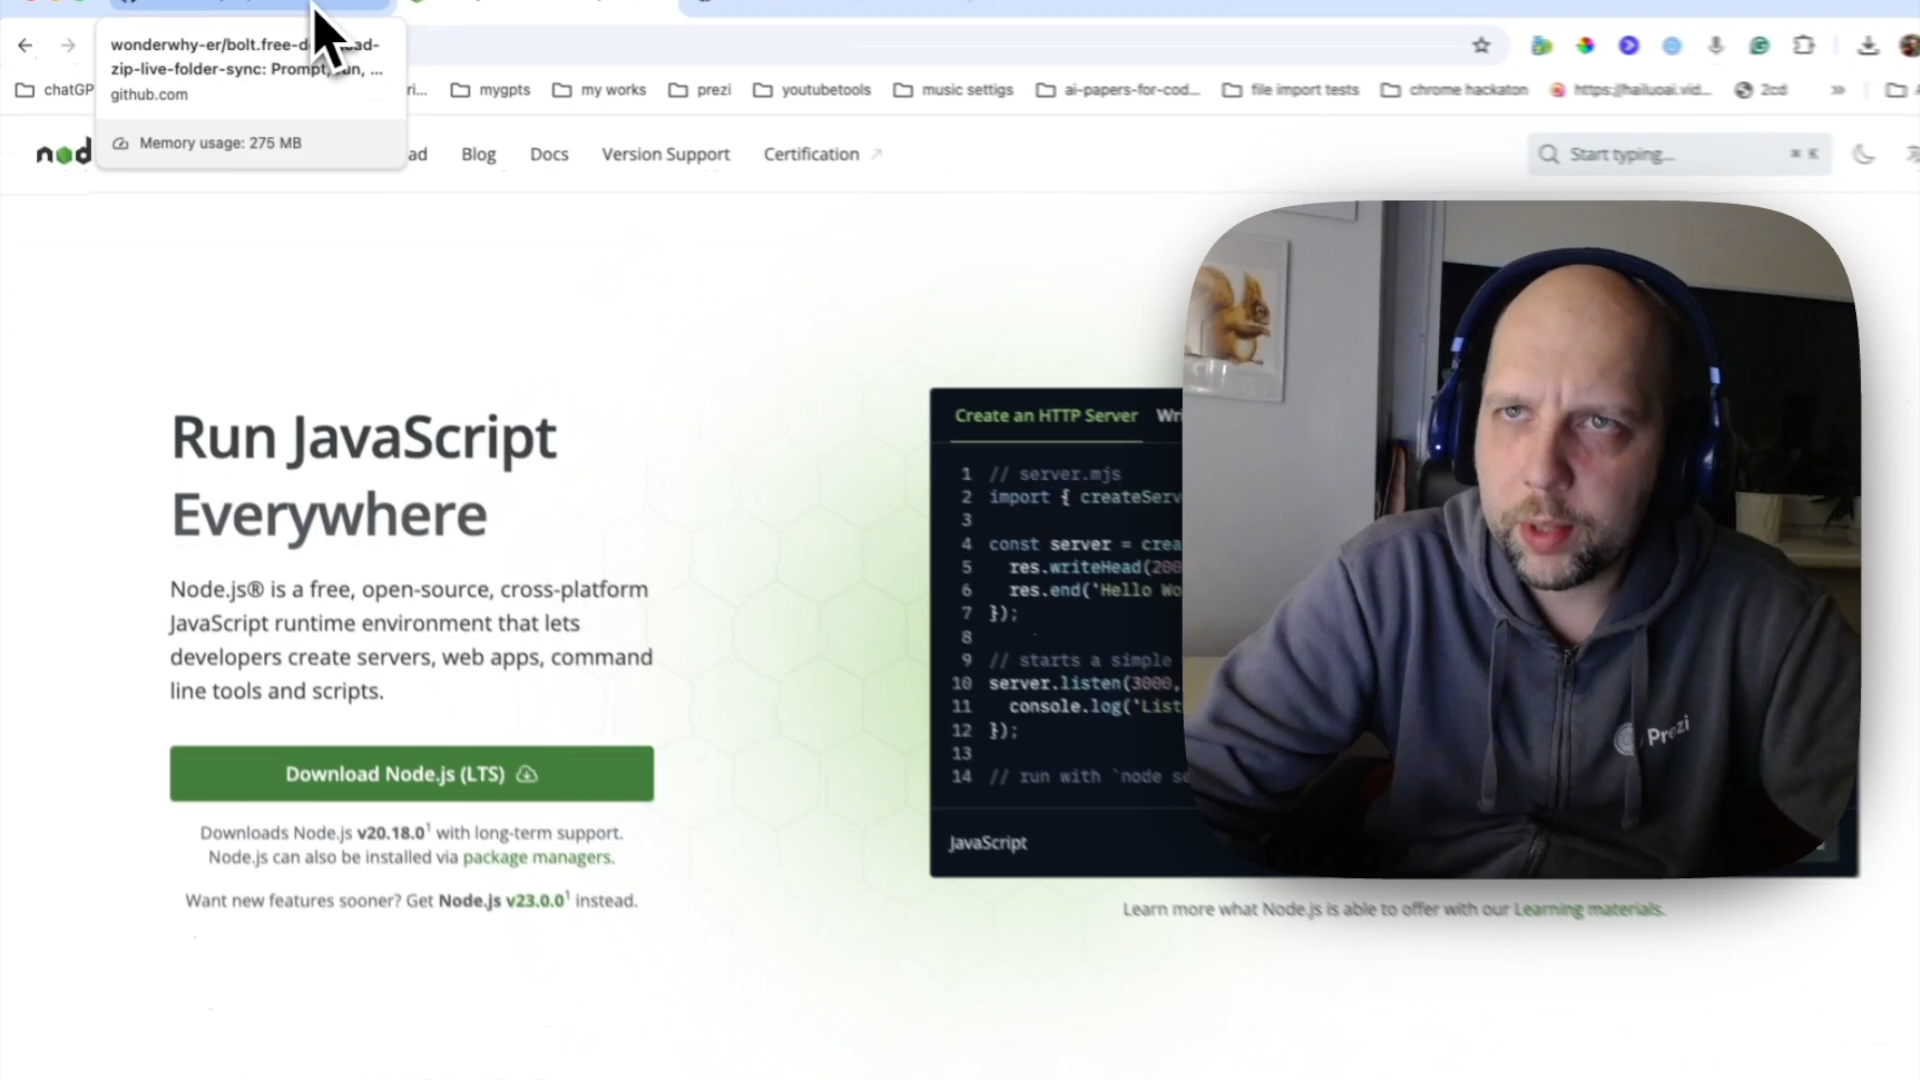 wonderwhy-er/bolt.free-d
zip-live-folder-sync: Prompt,
github.com
Memory usage: 275 MB
chatGP
mygpts
my works
prezi
youtubetools
music settigs
ai-papers-for-cod...
file import tests
chrome hackaton
https://hailuoai.vid...
2cd
Blog
Docs
Version Support
Certification
Start typing...
⌘ K
Run JavaScript
Everywhere
Node.js® is a free, open-source, cross-platform
JavaScript runtime environment that lets
developers create servers, web apps, command
line tools and scripts.
Download Node.js (LTS)
Downloads Node.js v20.18.0¹ with long-term support.
Node.js can also be installed via package managers.
Want new features sooner? Get Node.js v23.0.0¹ instead.
Create an HTTP Server Wri
1 // server.mjs
2 import { createServ
3
4 const server = crea
5 res.writeHead(200
6 res.end('Hello Wo
7 });
8
9 // starts a simple
10 server.listen(3000,
11 console.log('List
12 });
13
14 // run with `node se
JavaScript
Learn more what Node.js is able to offer with our Learning materials.
Prezi